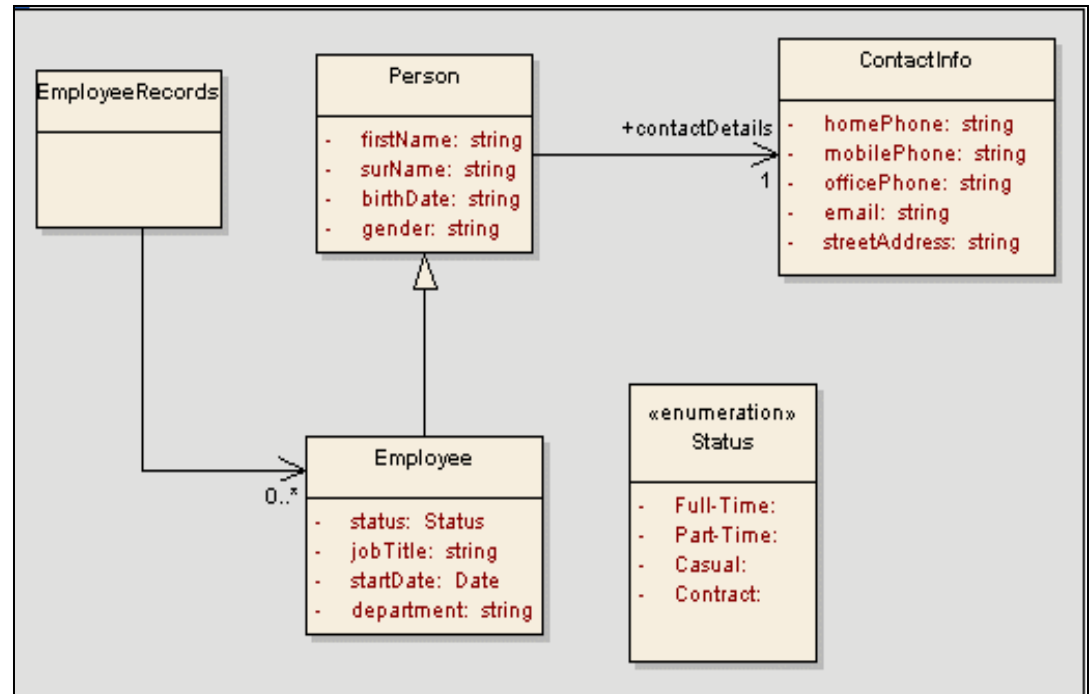 EmployeeRecords
Person
- firstName: string
- surName: string
- birthDate: string
- gender: string
+contactDetails
1
ContactInfo
- homePhone: string
- mobilePhone: string
- officePhone: string
- email: string
- streetAddress: string
0..*
Employee
- status: Status
- jobTitle: string
- startDate: Date
- department: string
«enumeration»
Status
- Full-Time:
- Part-Time:
- Casual:
- Contract: